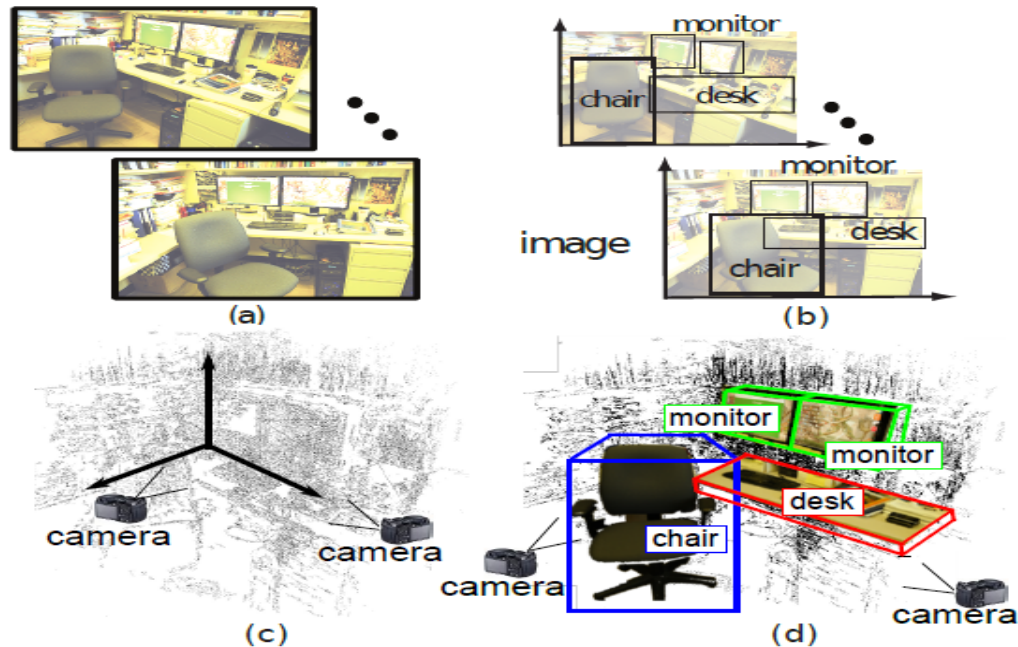 monitor
chair
desk
monitor
image
desk
chair
(a)
(b)
monitor
monitor
desk
chair
camera
camera
camera
camera
(c)
(d)